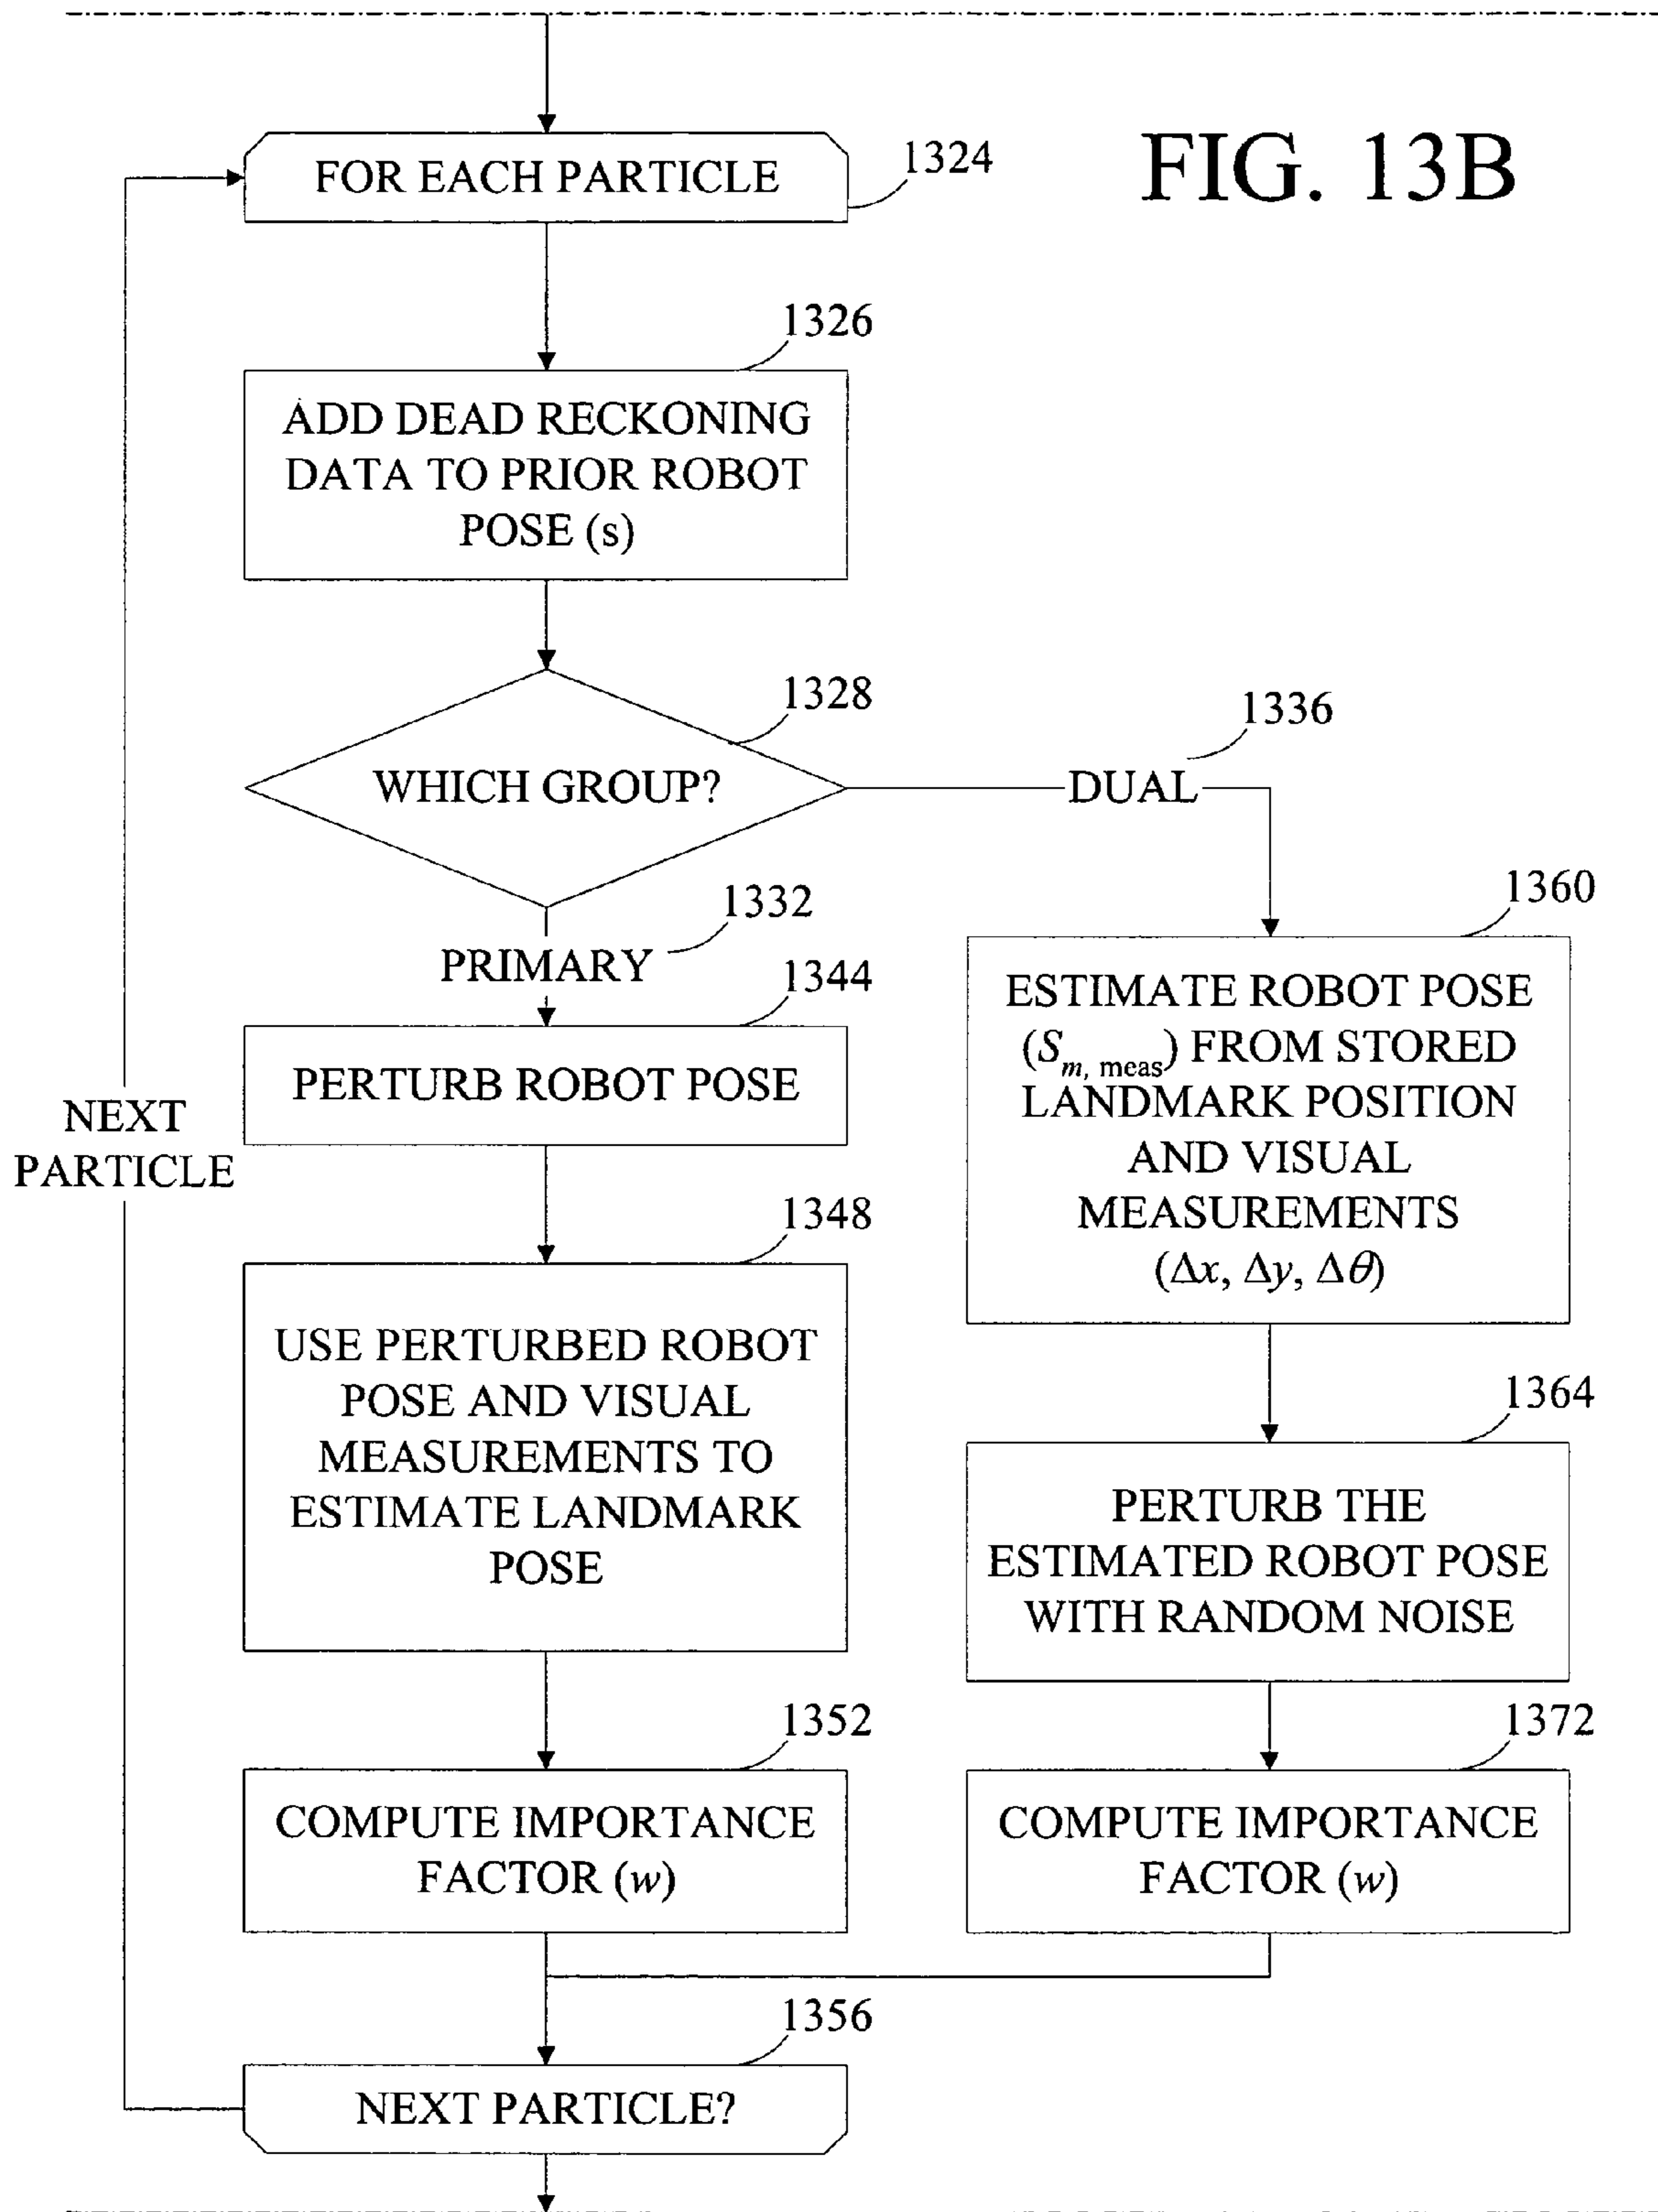 FIG. 13B
FOR EACH PARTICLE
1324
1326
ADD DEAD RECKONING
DATA TO PRIOR ROBOT
POSE (s)
1328
WHICH GROUP?
1336
DUAL
1332
PRIMARY
1344
PERTURB ROBOT POSE
NEXT
PARTICLE
1348
USE PERTURBED ROBOT
POSE AND VISUAL
MEASUREMENTS TO
ESTIMATE LANDMARK
POSE
1352
COMPUTE IMPORTANCE
FACTOR (w)
1360
ESTIMATE ROBOT POSE
(Sm, meas) FROM STORED
LANDMARK POSITION
AND VISUAL
MEASUREMENTS
(Δx, Δy, Δθ)
1364
PERTURB THE
ESTIMATED ROBOT POSE
WITH RANDOM NOISE
1372
COMPUTE IMPORTANCE
FACTOR (w)
1356
NEXT PARTICLE?